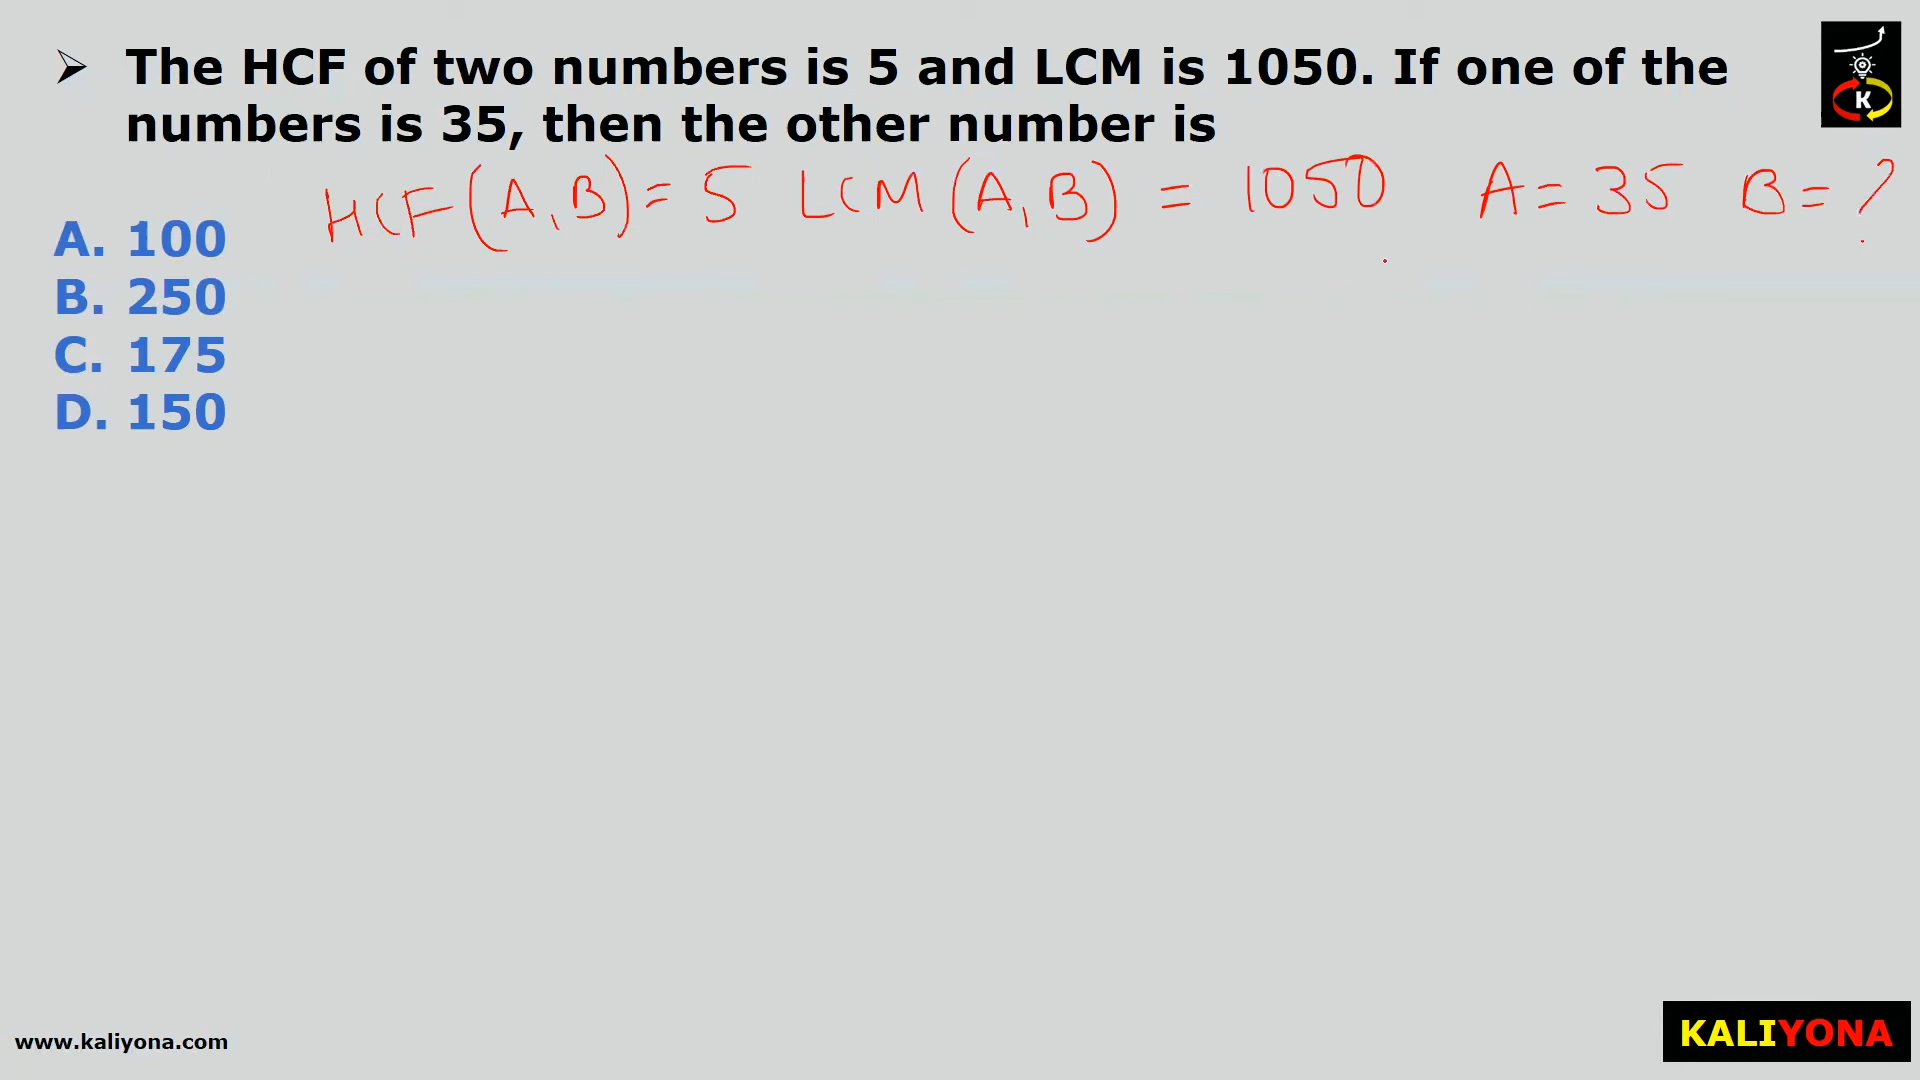 ➤ The HCF of two numbers is 5 and LCM is 1050. If one of the
numbers is 35, then the other number is
HCF(A,B)= 5 LCM(A,B) = 1050 A=35 B=?
A. 100
B. 250
C. 175
D. 150
K
www.kaliyona.com
KALIYONA